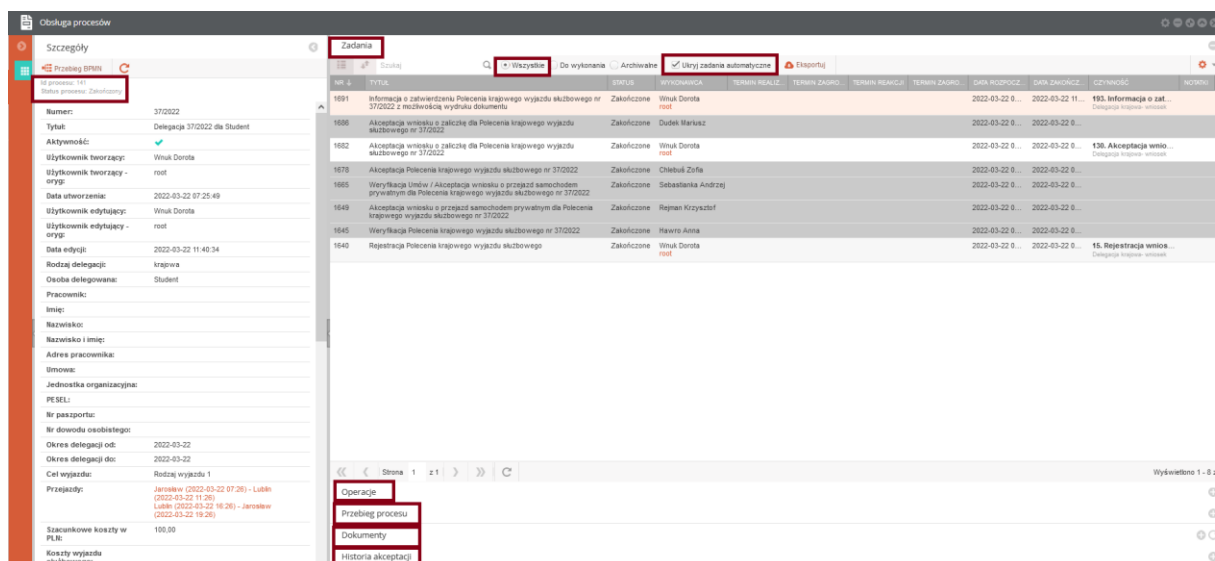 Obsługa procesów
Szczegóły
Przebieg BPMN
Id procesu: 141
Status procesu: Zakończony
Numer: 37/2022
Tytuł: Delegacja 37/2022 dla Student
Aktywność:
Użytkownik tworzący: Wnuk Dorota
Użytkownik tworzący - root
oryg:
Data utworzenia: 2022-03-22 07:25:49
Użytkownik edytujący: Wnuk Dorota
Użytkownik edytujący - root
oryg:
Data edycji: 2022-03-22 11:40:34
Rodzaj delegacji: krajowa
Osoba delegowana: Student
Pracownik:
Imię:
Nazwisko:
Nazwisko i imię:
Adres pracownika:
Umowa:
Jednostka organizacyjna:
PESEL:
Nr paszportu:
Nr dowodu osobistego:
Okres delegacji od: 2022-03-22
Okres delegacji do: 2022-03-22
Cel wyjazdu: Rodzaj wyjazdu 1
Przejazdy: Jarosław (2022-03-22 07:26) - Lublin
(2022-03-22 11:26)
Lublin (2022-03-22 16:26) - Jarosław
(2022-03-22 19:26)
Szacunkowe koszty w 100,00
PLN:
Koszty wyjazdu
Zadania
Szukaj Wszystkie Do wykonania Archiwalne Ukryj zadania automatyczne Eksportuj
NR TYTUŁ STATUS WYKONAWCA TERMIN REALIZ... TERMIN ZAGRO... TERMIN REAKCJI TERMIN ZAGRO... DATA ROZPOCZ... DATA ZAKOŃCZ... CZYNNOŚĆ NOTATKI
1691 Informacja o zatwierdzeniu Polecenia krajowego wyjazdu służbowego nr Zakończone Wnuk Dorota 2022-03-22 0... 2022-03-22 11... 193. Informacja o zat...
37/2022 z możliwością wydruku dokumentu root Delegacja krajowa- wniosek
1688 Akceptacja wniosku o zaliczkę dla Polecenia krajowego wyjazdu Zakończone Dudek Mariusz 2022-03-22 0... 2022-03-22 0...
służbowego nr 37/2022
1682 Akceptacja wniosku o zaliczkę dla Polecenia krajowego wyjazdu Zakończone Wnuk Dorota 2022-03-22 0... 2022-03-22 0... 130. Akceptacja wnio...
służbowego nr 37/2022 root Delegacja krajowa- wniosek
1678 Akceptacja Polecenia krajowego wyjazdu służbowego nr 37/2022 Zakończone Chlebuś Zofia 2022-03-22 0... 2022-03-22 0...
1665 Weryfikacja Umów / Akceptacja wniosku o przejazd samochodem Zakończone Sebastianka Andrzej 2022-03-22 0... 2022-03-22 0...
prywatnym dla Polecenia krajowego wyjazdu służbowego nr 37/2022
1649 Akceptacja wniosku o przejazd samochodem prywatnym dla Polecenia Zakończone Rejman Krzysztof 2022-03-22 0... 2022-03-22 0...
krajowego wyjazdu służbowego nr 37/2022
1645 Weryfikacja Polecenia krajowego wyjazdu służbowego nr 37/2022 Zakończone Hawro Anna 2022-03-22 0... 2022-03-22 0...
1640 Rejestracja Polecenia krajowego wyjazdu służbowego Zakończone Wnuk Dorota 2022-03-22 0... 2022-03-22 0... 15. Rejestracja wnios...
root Delegacja krajowa- wniosek
Strona 1 z 1 Wyświetlono 1 - 8 z
Operacje
Przebieg procesu
Dokumenty
Historia akceptacji